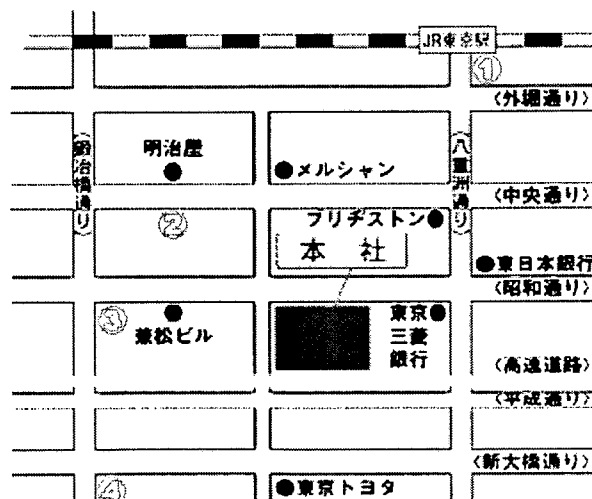 JR東京駅
①
〈外堀通り〉
鍛冶橋通り
明治屋
メルシャン
八重洲通り
〈中央通り〉
②
ブリヂストン
本 社
東日本銀行
〈昭和通り〉
③
兼松ビル
東京
三菱
銀行
〈高速道路〉
〈平成通り〉
〈新大橋通り〉
④
東京トヨタ